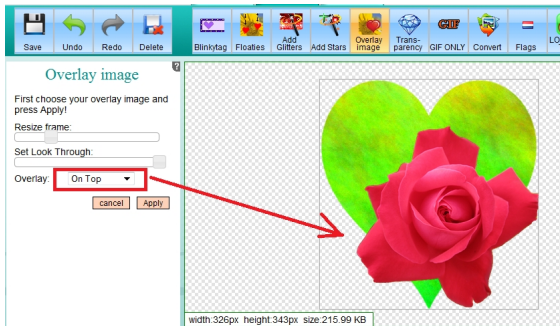 Save Undo Redo Delete Blinkytag Floaties Add Glitters Add Stars Overlay image Trans-parency GIF ONLY Convert Flags
GIF
Overlay image
?
First choose your overlay image and
press Apply!
Resize frame:
Set Look Through:
Overlay: On Top
cancel Apply
width:326px height:343px size:215.99 KB